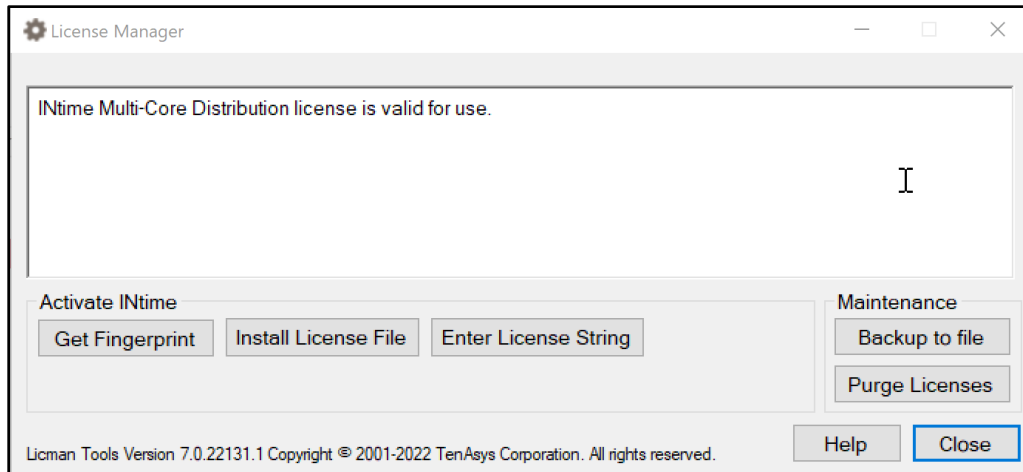 License Manager
INtime Multi-Core Distribution license is valid for use.
Activate INtime
Get Fingerprint
Install License File
Enter License String
Maintenance
Backup to file
Purge Licenses
Help
Close
Licman Tools Version 7.0.22131.1 Copyright © 2001-2022 TenAsys Corporation. All rights reserved.